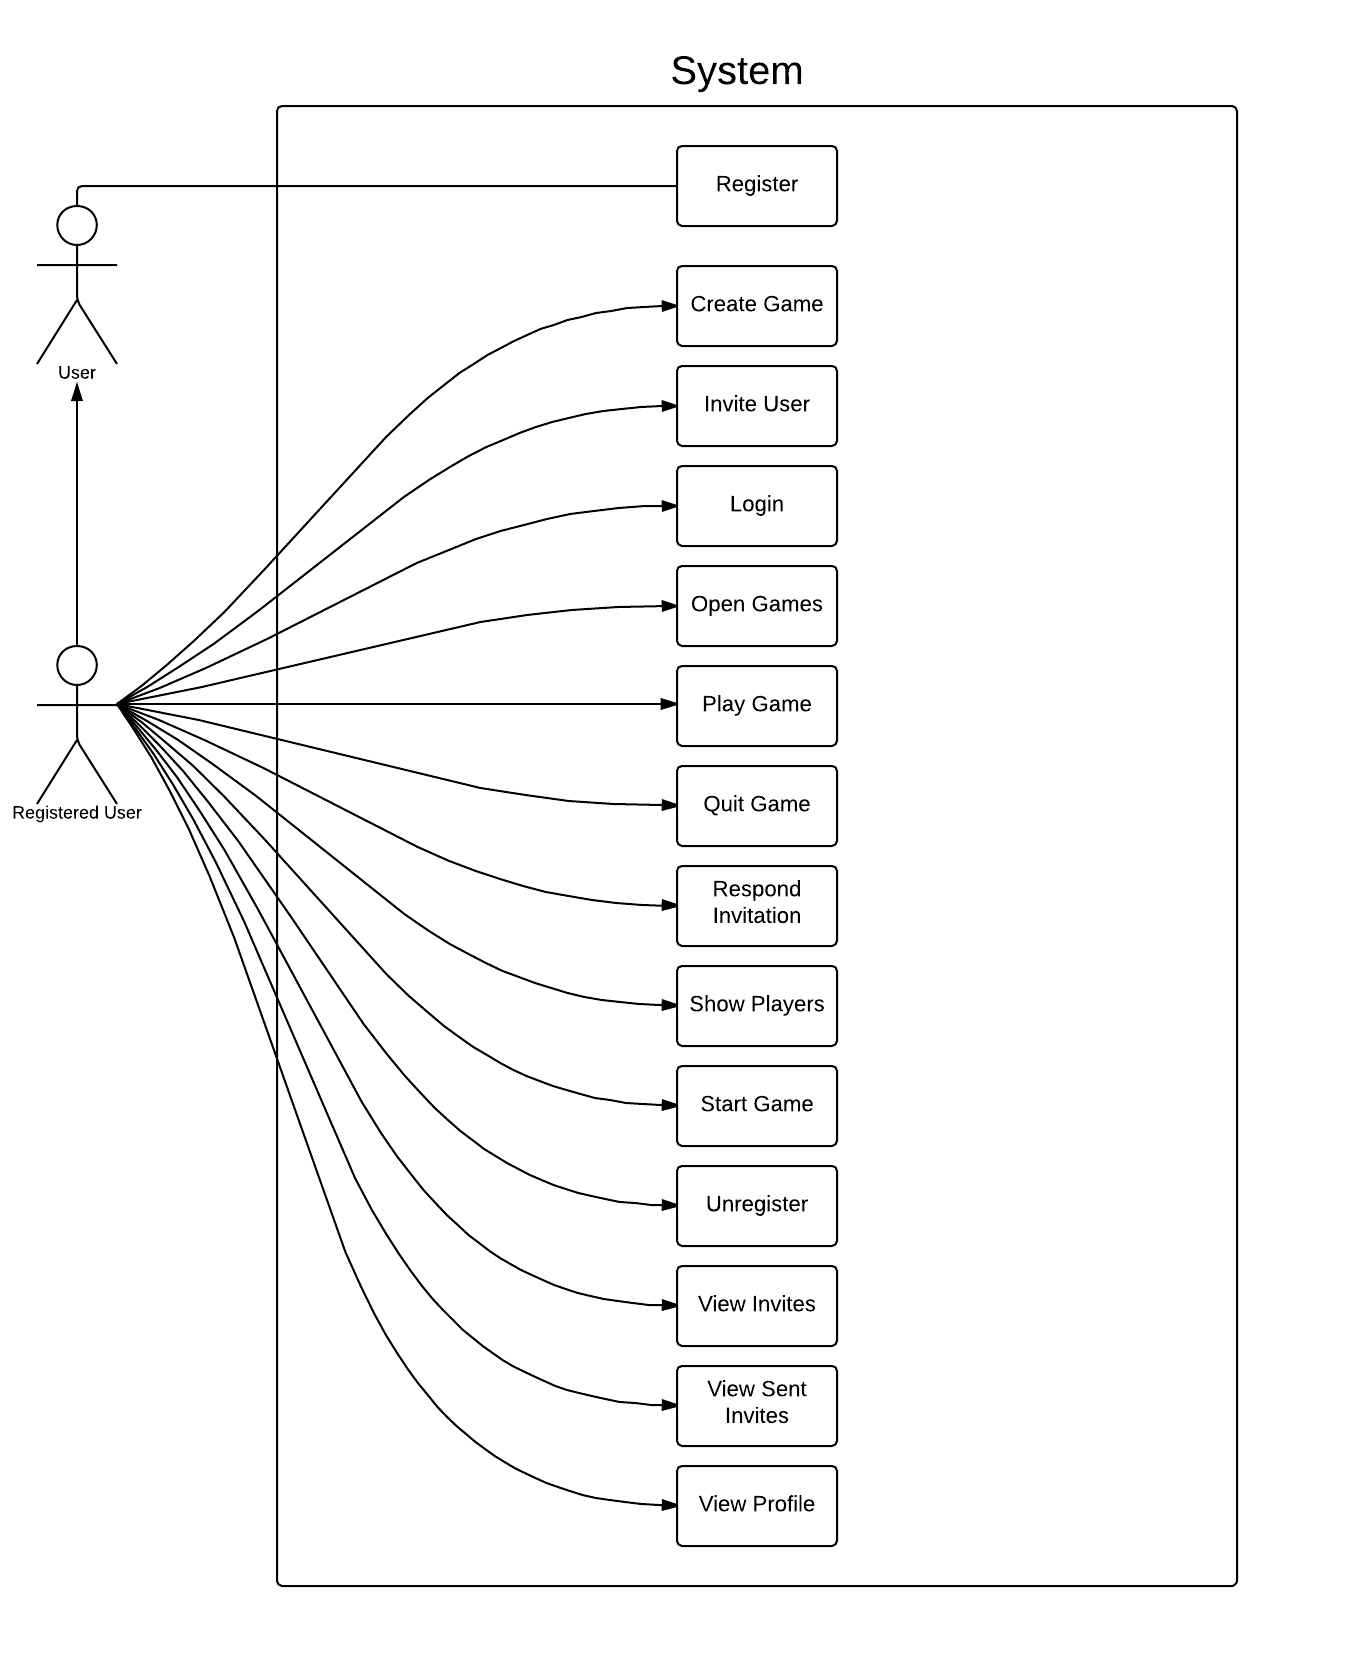 System
Register
User
Create Game
Invite User
Login
Open Games
Play Game
Registered User
Quit Game
Respond
Invitation
Show Players
Start Game
Unregister
View Invites
View Sent
Invites
View Profile